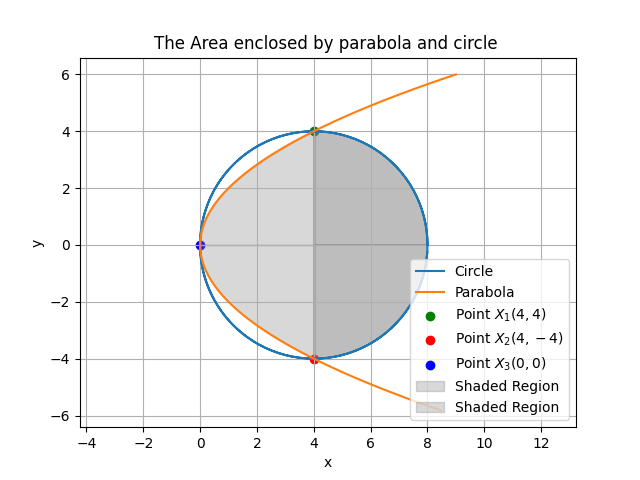 The Area enclosed by parabola and circle
y
6
4
2
0
−2
−4
−6
−4 −2 0 2 4 6 8 10 12
x
Circle
Parabola
Point X₁(4, 4)
Point X₂(4, −4)
Point X₃(0, 0)
Shaded Region
Shaded Region